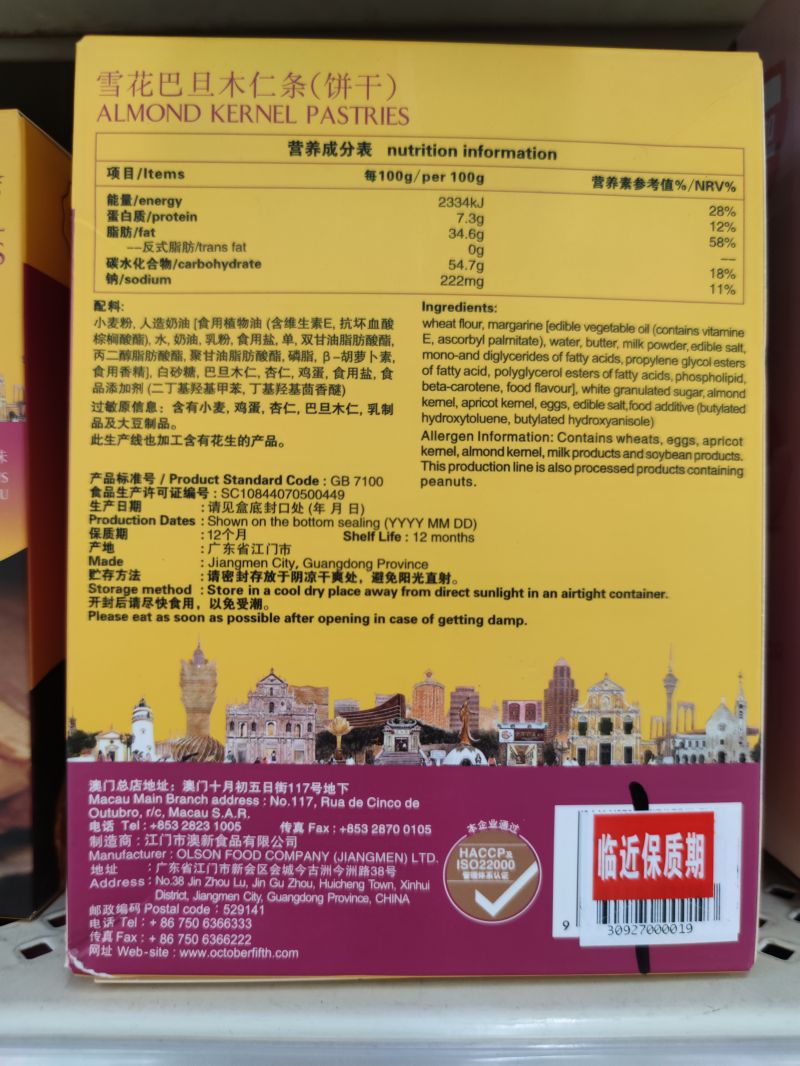 雪花巴旦木仁条(饼干)
ALMOND KERNEL PASTRIES
营养成分表 nutrition information
项目/Items 每100g/per 100g 营养素参考值%/NRV%
能量/energy 2334kJ 28%
蛋白质/protein 7.3g 12%
脂肪/fat 34.6g 58%
--反式脂肪/trans fat 0g --
碳水化合物/carbohydrate 54.7g 18%
钠/sodium 222mg 11%
配料:
小麦粉, 人造奶油 [食用植物油 (含维生素E, 抗坏血酸
棕榈酸酯), 水, 奶油, 乳粉, 食用盐, 单, 双甘油脂肪酸酯,
丙二醇脂肪酸酯, 聚甘油脂肪酸酯, 磷脂, β-胡萝卜素,
食用香精], 白砂糖, 巴旦木仁, 杏仁, 鸡蛋, 食用盐, 食
品添加剂 (二丁基羟基甲苯, 丁基羟基茴香醚)
过敏原信息: 含有小麦, 鸡蛋, 杏仁, 巴旦木仁, 乳制
品及大豆制品。
此生产线也加工含有花生的产品。
Ingredients:
wheat flour, margarine [edible vegetable oil (contains vitamine
E, ascorbyl palmitate), water, butter, milk powder, edible salt,
mono-and diglycerides of fatty acids, propylene glycol esters
of fatty acid, polyglycerol esters of fatty acids, phospholipid,
beta-carotene, food flavour], white granulated sugar, almond
kernel, apricot kernel, eggs, edible salt,food additive (butylated
hydroxytoluene, butylated hydroxyanisole)
Allergen Information: Contains wheats, eggs, apricot
kernel, almond kernel, milk products and soybean products.
This production line is also processed products containing
peanuts.
产品标准号 / Product Standard Code : GB 7100
食品生产许可证编号 : SC10844070500449
生产日期 : 请见盒底封口处 (年 月 日)
Production Dates : Shown on the bottom sealing (YYYY MM DD)
保质期 : 12个月 Shelf Life : 12 months
产地 : 广东省江门市
Made : Jiangmen City, Guangdong Province
贮存方法 : 请密封存放于阴凉干爽处, 避免阳光直射。
Storage method : Store in a cool dry place away from direct sunlight in an airtight container.
开封后请尽快食用, 以免受潮。
Please eat as soon as possible after opening in case of getting damp.
澳门总店地址: 澳门十月初五日街117号地下
Macau Main Branch address : No.117, Rua de Cinco de
Outubro, r/c, Macau S.A.R.
电话 Tel : +853 2823 1005 传真 Fax : +853 2870 0105
制造商 : 江门市澳新食品有限公司
Manufacturer : OLSON FOOD COMPANY (JIANGMEN) LTD.
地址 : 广东省江门市新会区会城今古洲今洲路38号
Address : No.38 Jin Zhou Lu, Jin Gu Zhou, Huicheng Town, Xinhui
District, Jiangmen City, Guangdong Province, CHINA
邮政编码 Postal code : 529141
电话 Tel : + 86 750 6366333
传真 Fax : + 86 750 6366222
网址 Web-site : www.octoberfifth.com
本企业通过
HACCP及
ISO22000
管理体系认证
临近保质期
9
30927000019